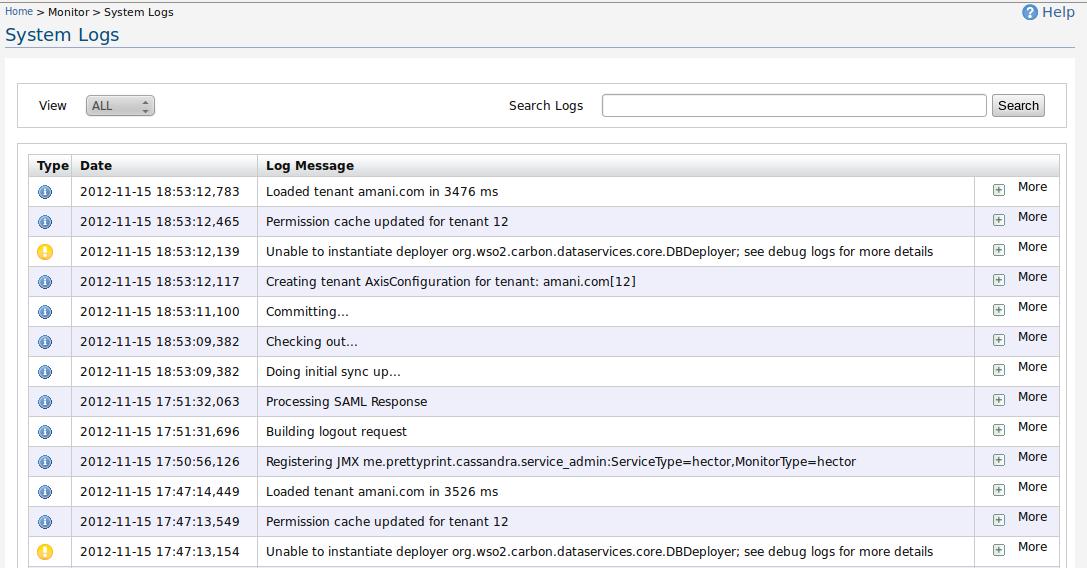 Home > Monitor > System Logs
Help
System Logs
View ALL Search Logs Search
Type Date Log Message
2012-11-15 18:53:12,783 Loaded tenant amani.com in 3476 ms More
2012-11-15 18:53:12,465 Permission cache updated for tenant 12 More
2012-11-15 18:53:12,139 Unable to instantiate deployer org.wso2.carbon.dataservices.core.DBDeployer; see debug logs for more details More
2012-11-15 18:53:12,117 Creating tenant AxisConfiguration for tenant: amani.com[12] More
2012-11-15 18:53:11,100 Committing... More
2012-11-15 18:53:09,382 Checking out... More
2012-11-15 18:53:09,382 Doing initial sync up... More
2012-11-15 17:51:32,063 Processing SAML Response More
2012-11-15 17:51:31,696 Building logout request More
2012-11-15 17:50:56,126 Registering JMX me.prettyprint.cassandra.service_admin:ServiceType=hector,MonitorType=hector More
2012-11-15 17:47:14,449 Loaded tenant amani.com in 3526 ms More
2012-11-15 17:47:13,549 Permission cache updated for tenant 12 More
2012-11-15 17:47:13,154 Unable to instantiate deployer org.wso2.carbon.dataservices.core.DBDeployer; see debug logs for more details More